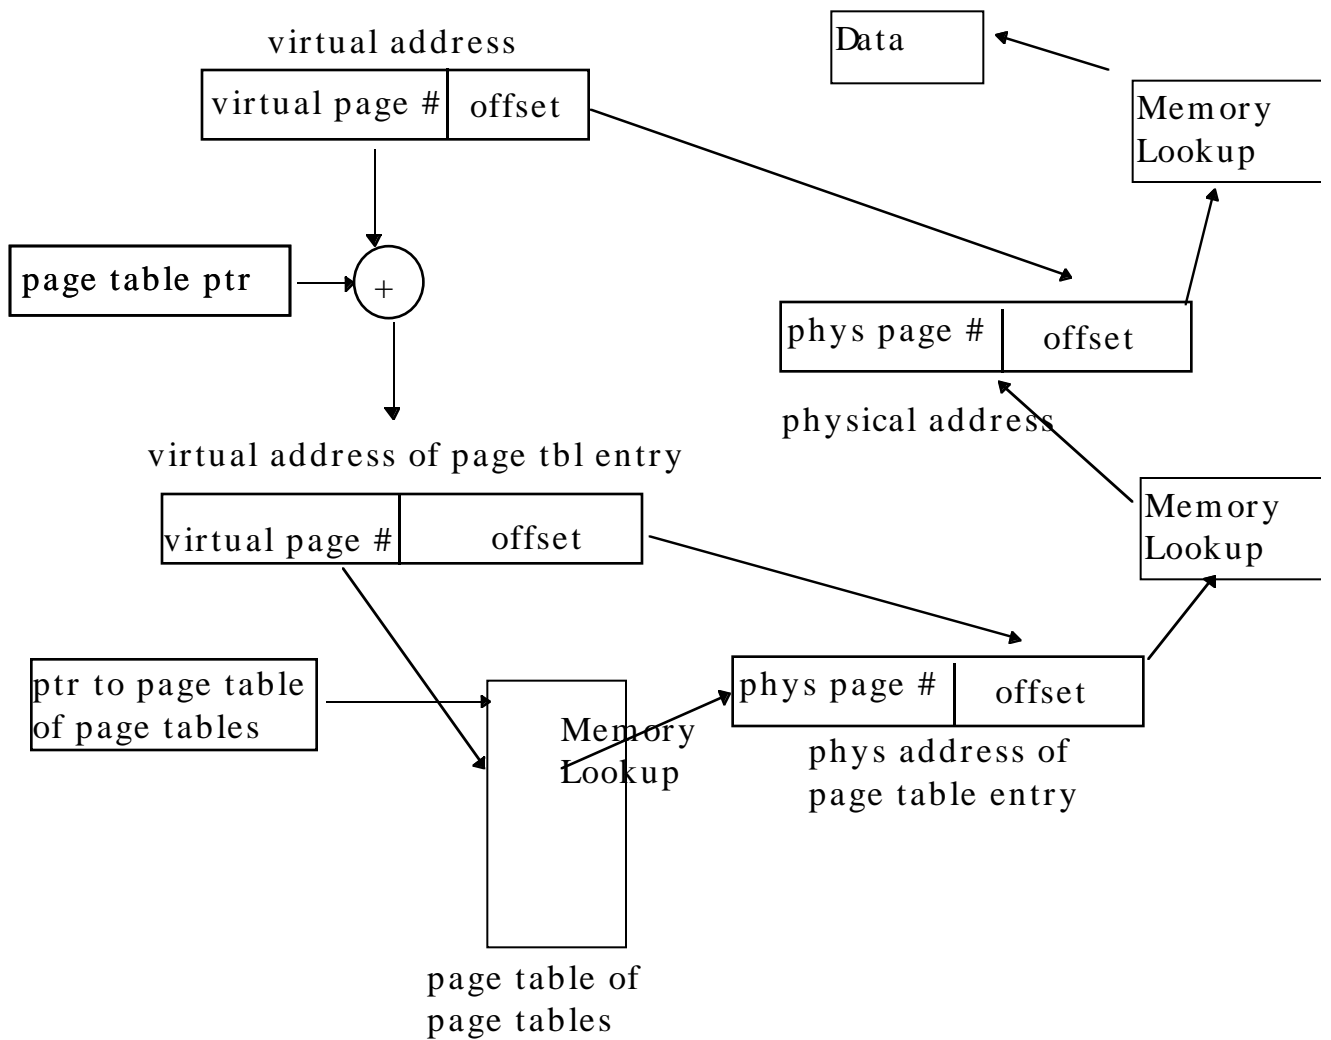 virtual address
virtual page # offset
Data
Memory
Lookup
page table ptr
+
phys page # offset
physical address
virtual address of page tbl entry
virtual page # offset
Memory
Lookup
ptr to page table
of page tables
Memory
Lookup
phys page # offset
phys address of
page table entry
page table of
page tables